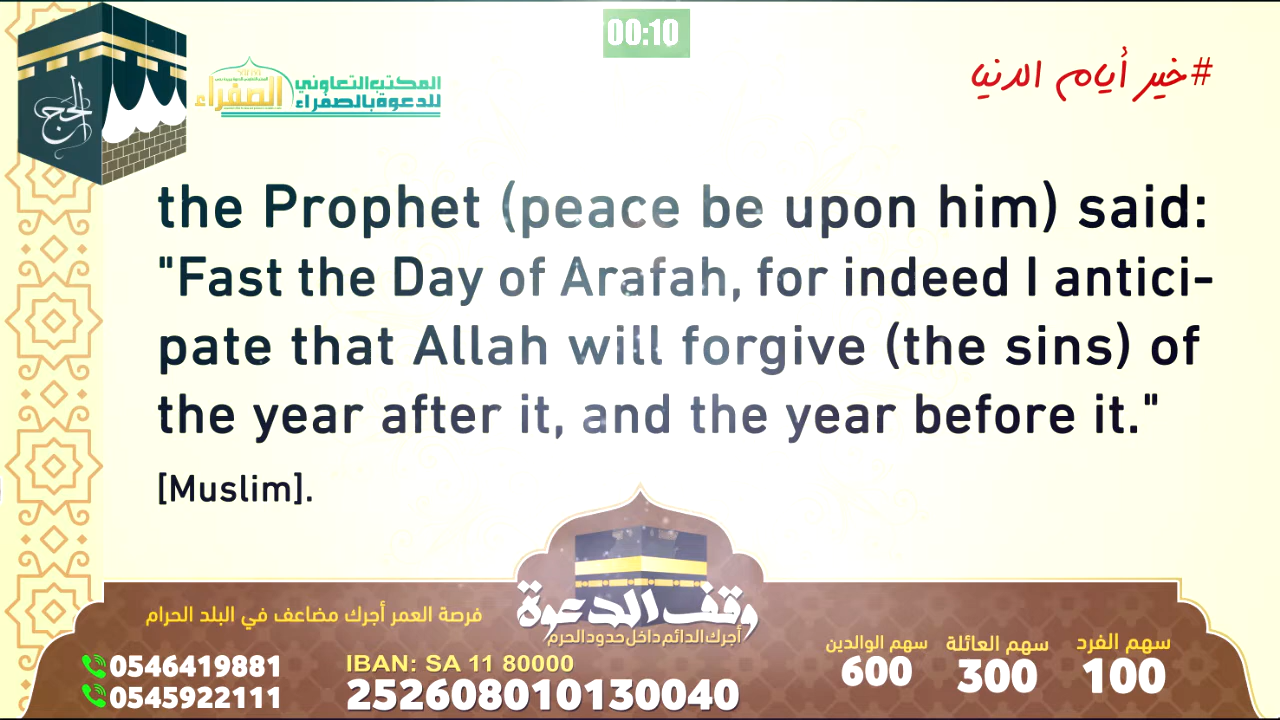 00:10
#خير أيام الدنيا
الحج
المكتب التعاوني
للدعوة بالصفراء
الصفراء
the Prophet (peace be upon him) said:
"Fast the Day of Arafah, for indeed I antici-
pate that Allah will forgive (the sins) of
the year after it, and the year before it."
[Muslim].
وقف الدعوة
أجرك الدائم داخل حدود الحرم
فرصة العمر أجرك مضاعف في البلد الحرام
0546419881
0545922111
IBAN: SA 11 80000
252608010130040
سهم الوالدين
600
سهم العائلة
300
سهم الفرد
100